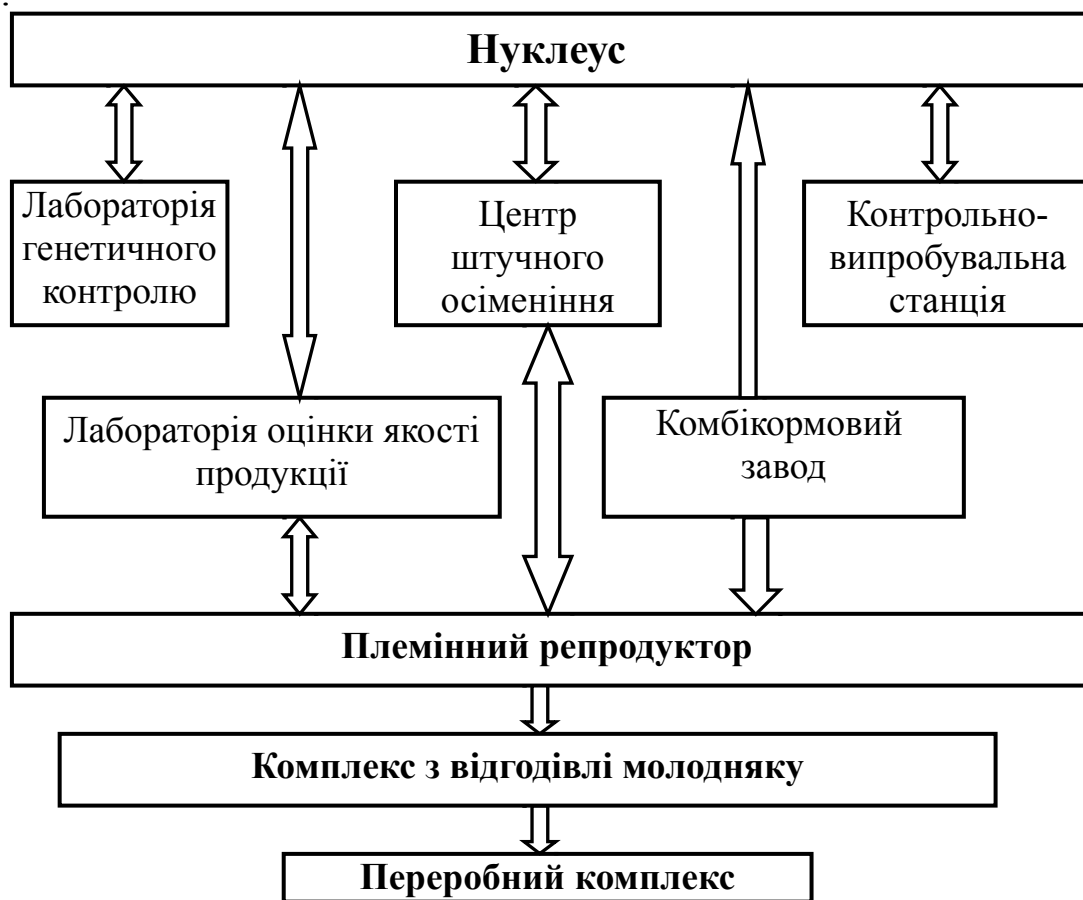 Нуклеус
Лабораторія
генетичного
контролю
Центр
штучного
осіменіння
Контрольно-
випробувальна
станція
Лабораторія оцінки якості
продукції
Комбікормовий
завод
Племінний репродуктор
Комплекс з відгодівлі молодняку
Переробний комплекс